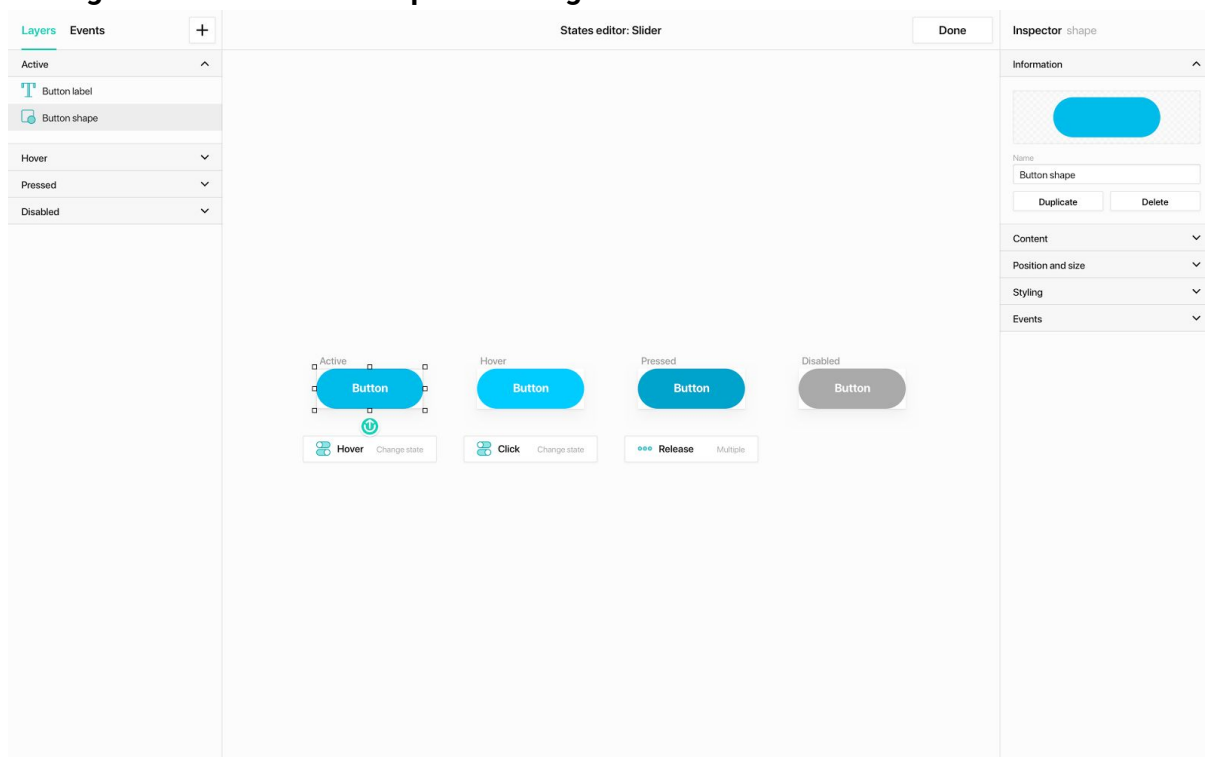 Layers Events +
States editor: Slider
Done
Inspector shape
Active
Button label
Button shape
Hover
Pressed
Disabled
Active
Button
Hover
Button
Pressed
Button
Disabled
Button
Hover Change state
Click Change state
Release Multiple
Information
Name
Button shape
Duplicate Delete
Content
Position and size
Styling
Events